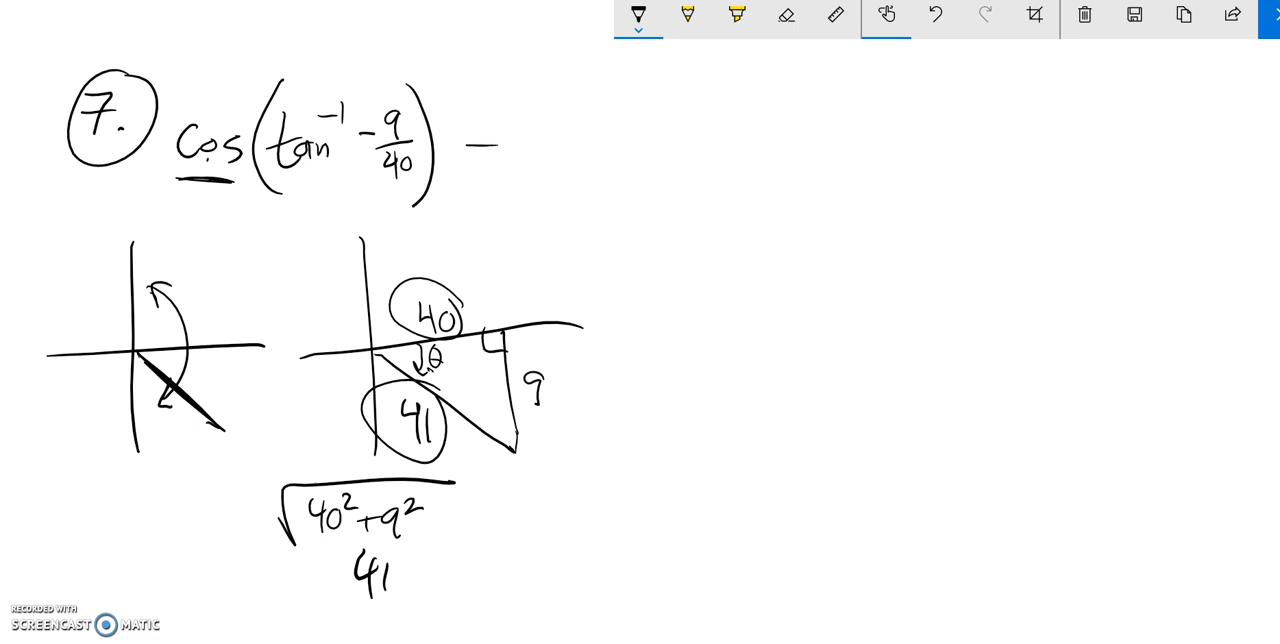 7. cos(tan⁻¹ -9/40) —
40
θ
9
41
√40²+9²
41
RECORDED WITH
SCREENCAST MATIC